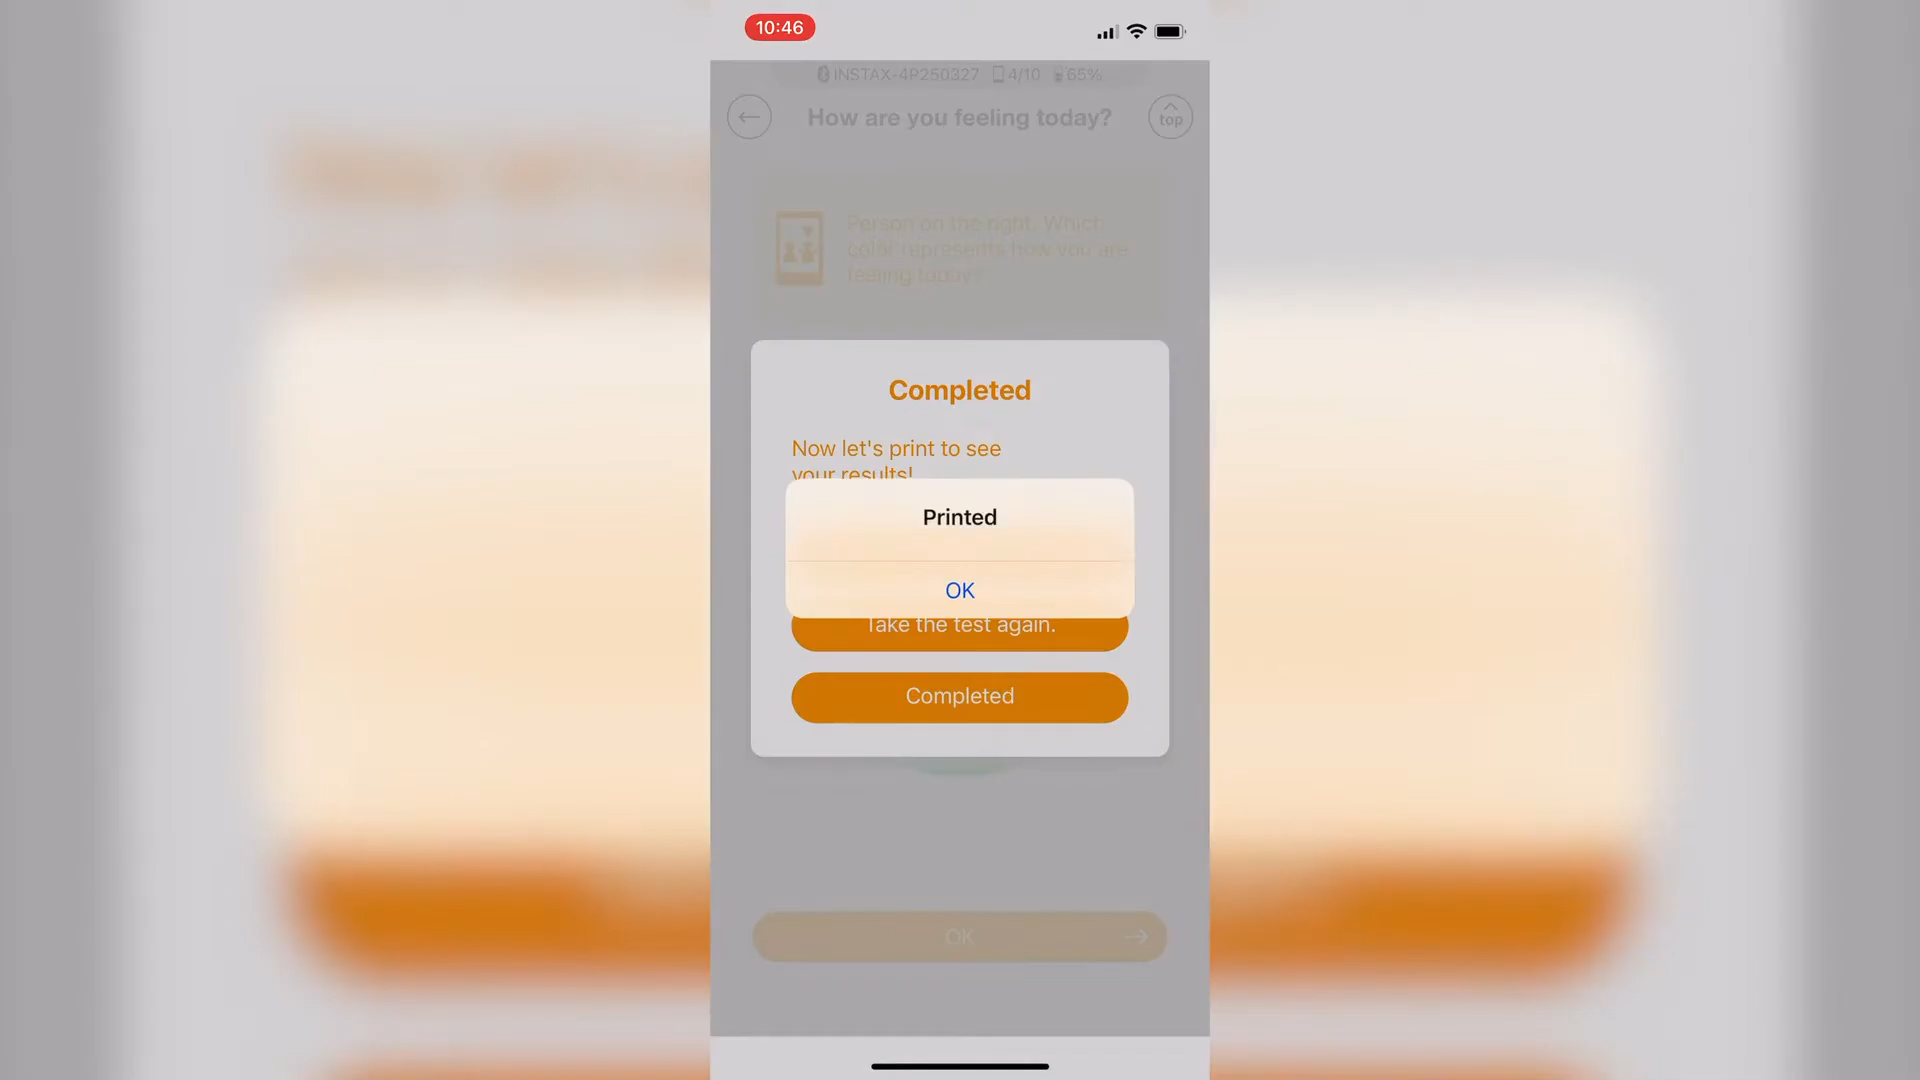 10:46
INSTAX-4P250327 4/10 65%
How are you feeling today?
top
Person on the right. Which
color represents how you are
feeling today?
Completed
Now let's print to see
your results!
Printed
OK
Take the test again.
Completed
OK